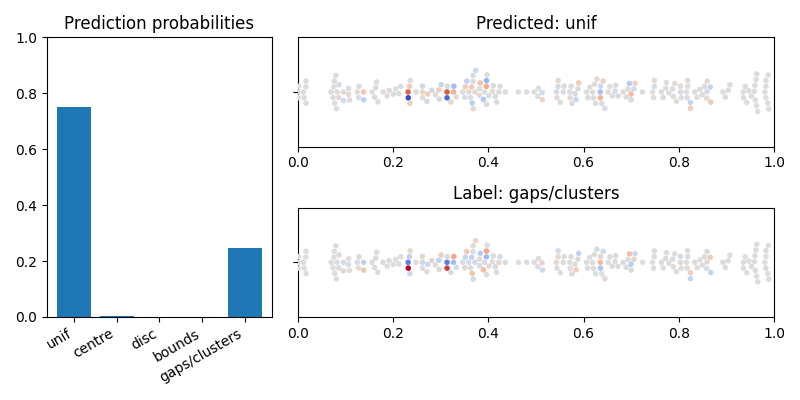 Prediction probabilities
1.0
0.8
0.6
0.4
0.2
0.0
unif
centre
disc
bounds
gaps/clusters
Predicted: unif
0.0 0.2 0.4 0.6 0.8 1.0
Label: gaps/clusters
0.0 0.2 0.4 0.6 0.8 1.0